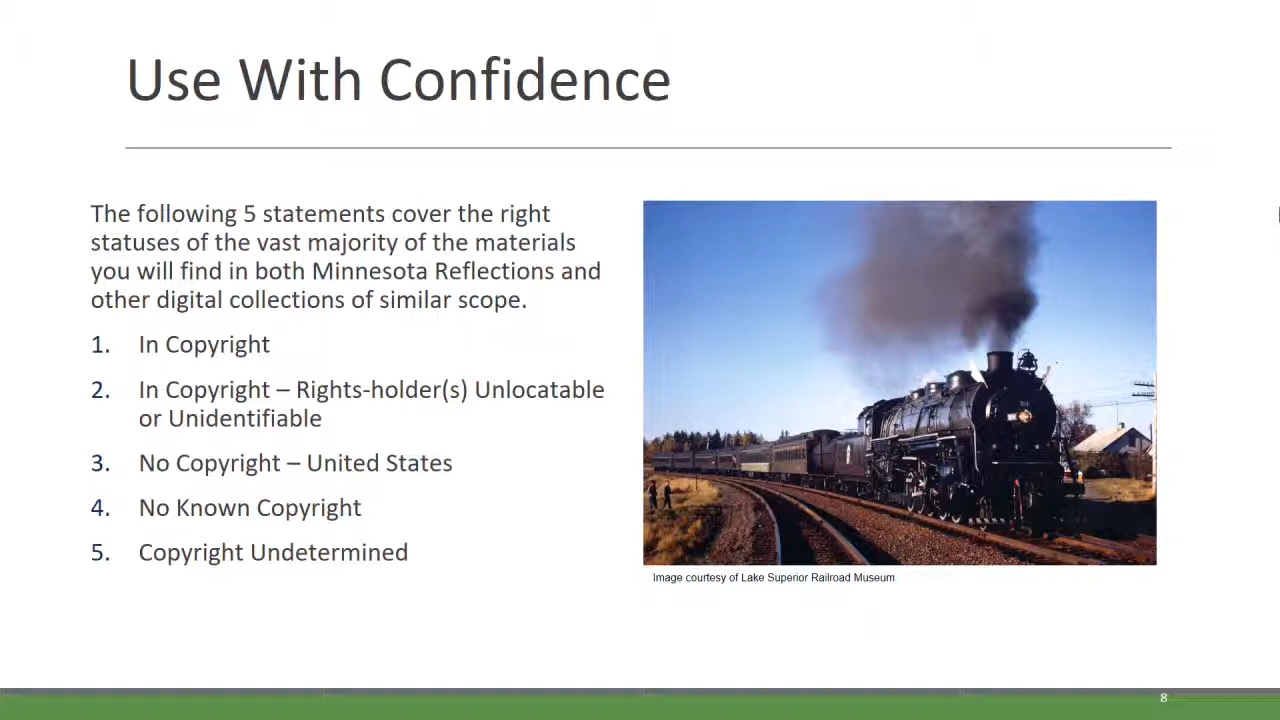 Use With Confidence
The following 5 statements cover the right
statuses of the vast majority of the materials
you will find in both Minnesota Reflections and
other digital collections of similar scope.
1. In Copyright
2. In Copyright – Rights-holder(s) Unlocatable
or Unidentifiable
3. No Copyright – United States
4. No Known Copyright
5. Copyright Undetermined
Image courtesy of Lake Superior Railroad Museum
8